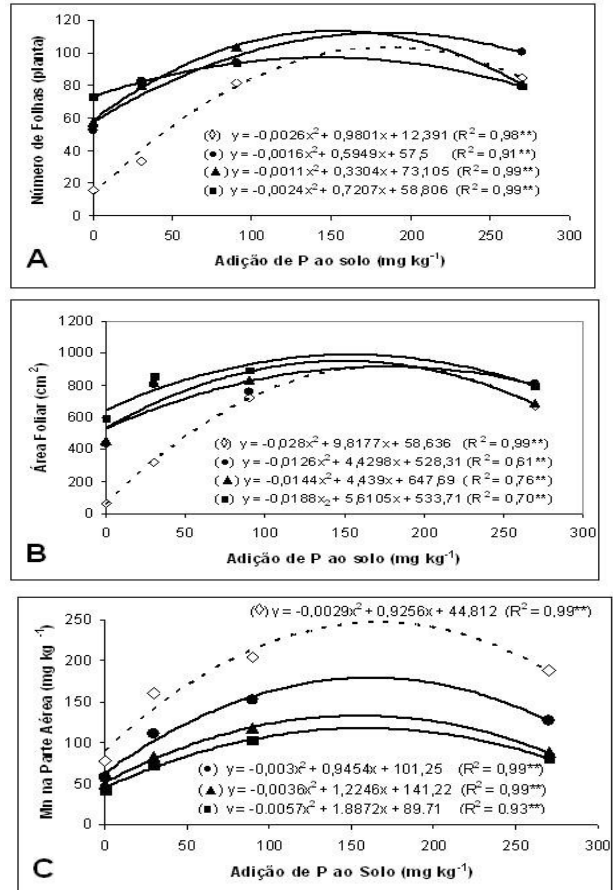 Número de Folhas (planta)
120
100
80
60
40
20
0
(◊) y = -0,0026x² + 0,9801x + 12,391 (R² = 0,98**)
(●) y = -0,0016x² + 0,5949x + 57,5 (R² = 0,91**)
(▲) y = -0,0011x² + 0,3304x + 73,105 (R² = 0,99**)
(■) y = -0,0024x² + 0,7207x + 58,806 (R² = 0,99**)
0 50 100 150 200 250 300
A
Adição de P ao solo (mg kg⁻¹)
Área Foliar (cm²)
1200
1000
800
600
400
200
0
(◊) y = -0,028x² + 9,8177x + 58,636 (R² = 0,99**)
(●) y = -0,0126x² + 4,4298x + 528,31 (R² = 0,61**)
(▲) y = -0,0144x² + 4,439x + 647,69 (R² = 0,76**)
(■) y = -0,0188x₂ + 5,6105x + 533,71 (R² = 0,70**)
0 50 100 150 200 250 300
B
Adição de P ao solo (mg kg⁻¹)
Mn na Parte Aérea (mg kg⁻¹)
(◊) y = -0,0029x² + 0,9256x + 44,812 (R² = 0,99**)
250
200
150
100
50
0
(●) y = -0,003x² + 0,9454x + 101,25 (R² = 0,99**)
(▲) y = -0,0036x² + 1,2246x + 141,22 (R² = 0,99**)
(■) y = -0,0057x² + 1,8872x + 89,71 (R² = 0,93**)
0 50 100 150 200 250 300
C
Adição de P ao Solo (mg kg⁻¹)